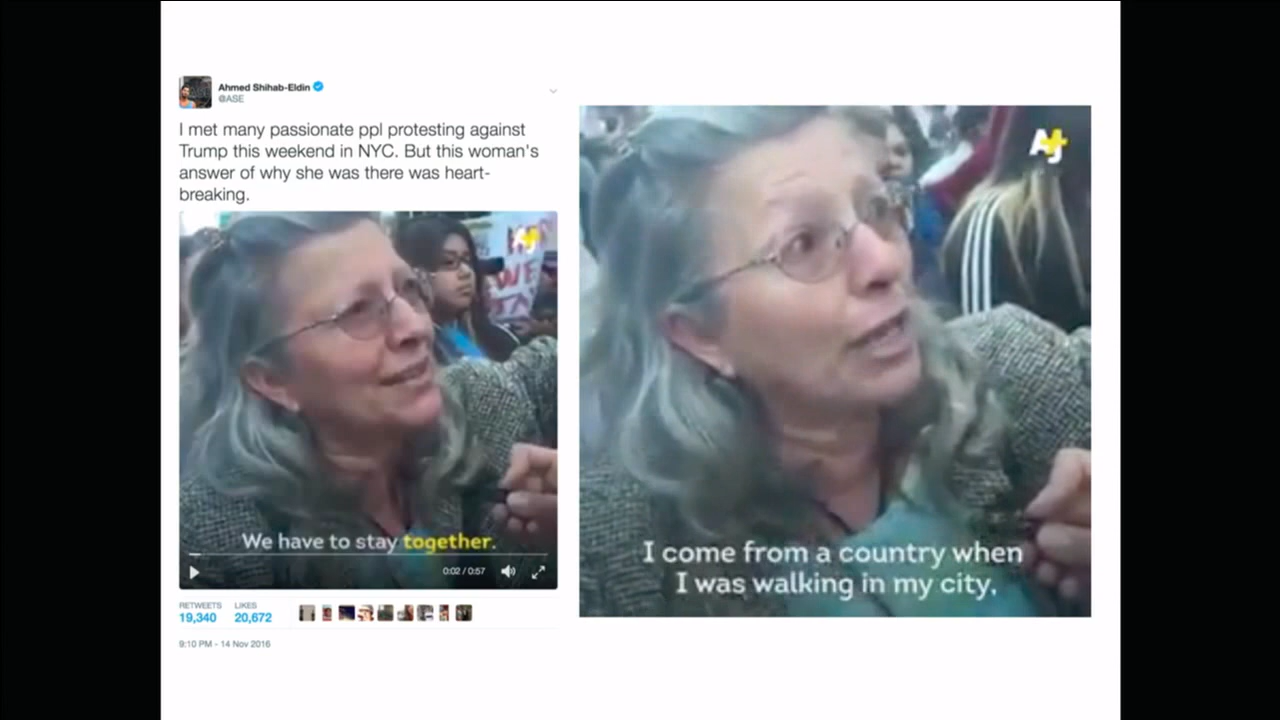 Ahmed Shihab-Eldin
@ASE
I met many passionate ppl protesting against
Trump this weekend in NYC. But this woman's
answer of why she was there was heart-
breaking.
WE
We have to stay together.
0:02 / 0:57
RETWEETS LIKES
19,340 20,672
9:10 PM - 14 Nov 2016
AJ+
I come from a country when
I was walking in my city,